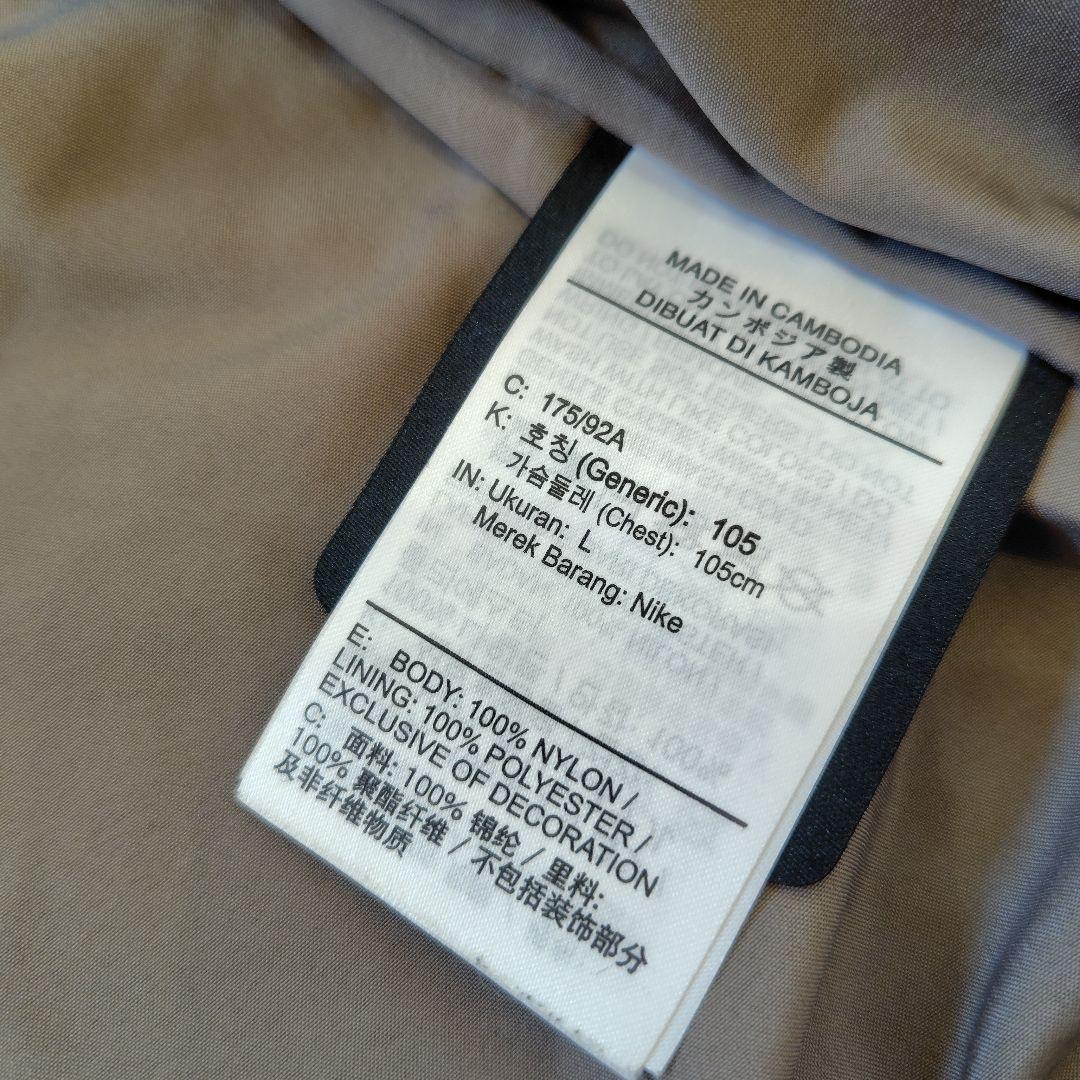 MADE IN CAMBODIA
カンボジア製
DIBUAT DI KAMBOJA
C: 175/92A
K: 호칭 (Generic): 105
가슴둘레 (Chest): 105cm
IN: Ukuran: L
Merek Barang: Nike
E: BODY: 100% NYLON /
LINING: 100% POLYESTER /
EXCLUSIVE OF DECORATION
C: 面料: 100% 锦纶 / 里料:
100% 聚酯纤维 / 不包括装饰部分
及非纤维物质